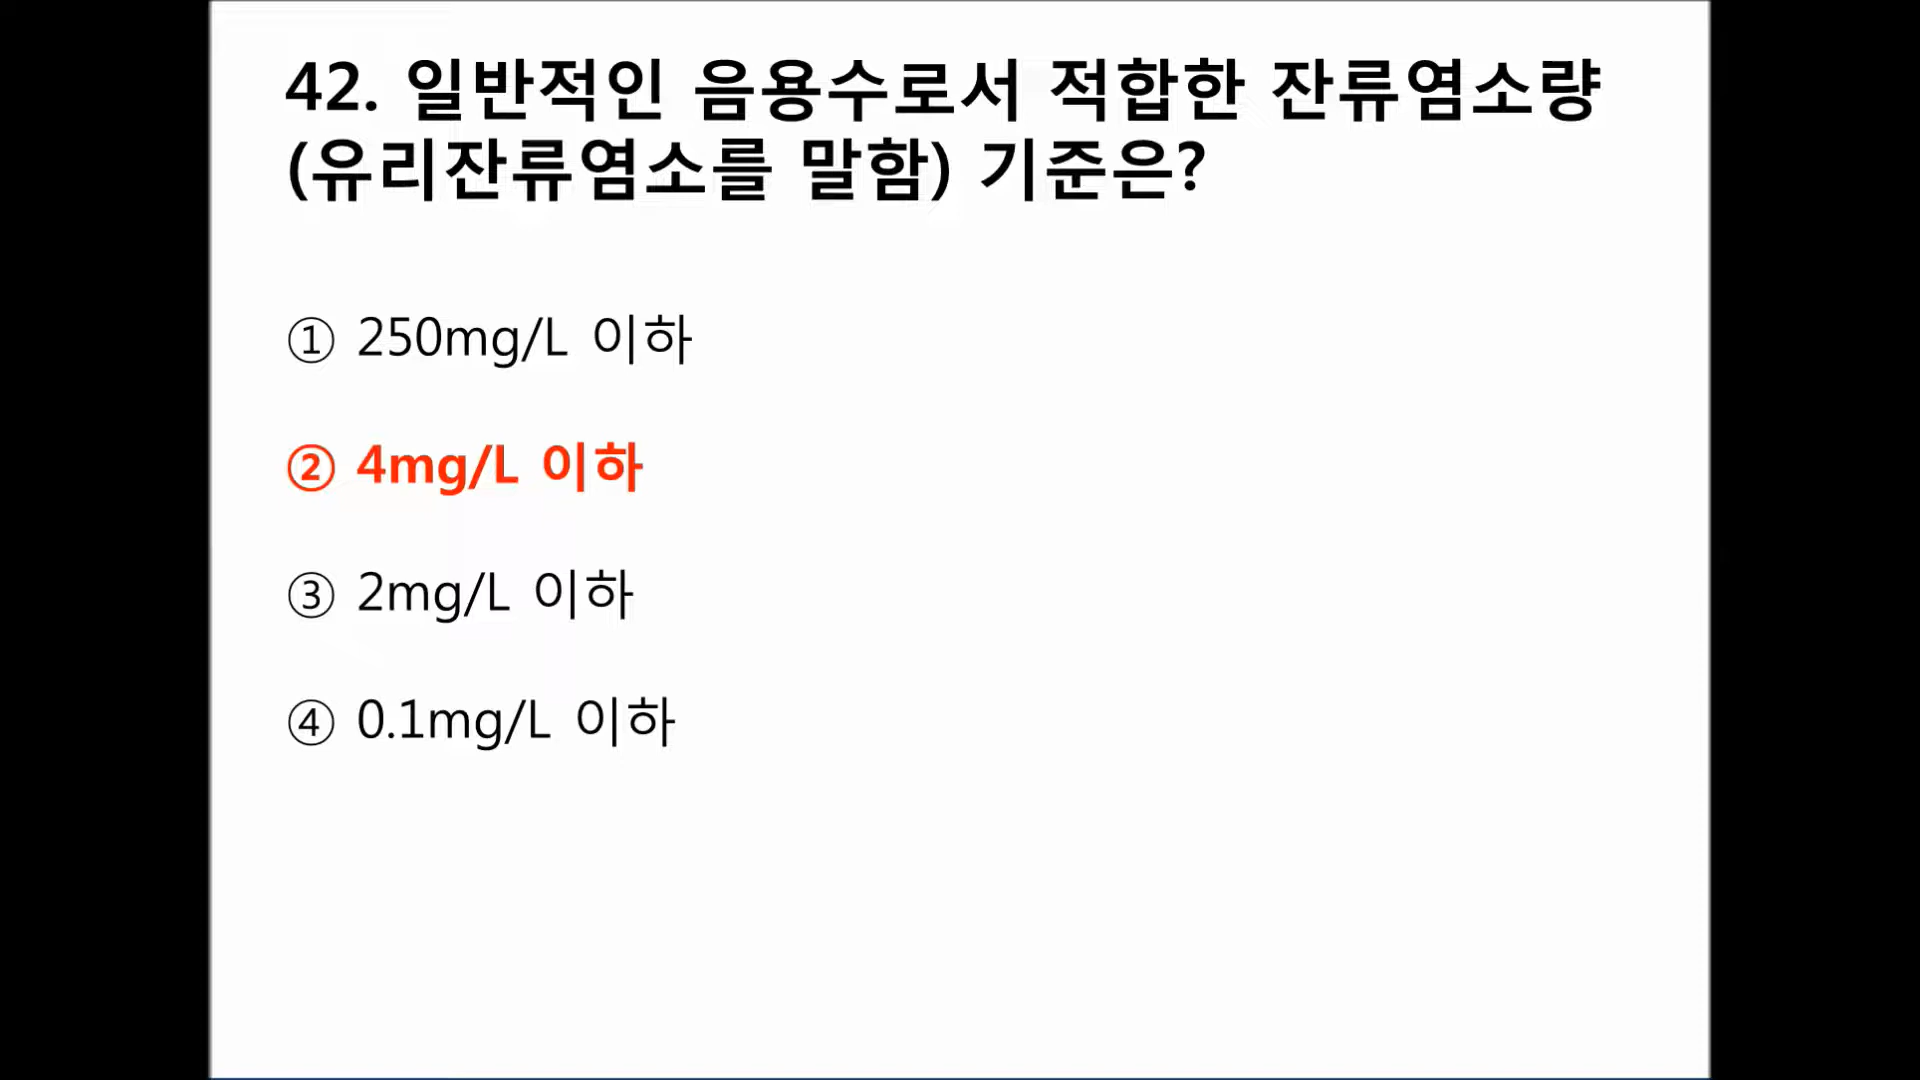 42. 일반적인 음용수로서 적합한 잔류염소량
(유리잔류염소를 말함) 기준은?
① 250mg/L 이하
② 4mg/L 이하
③ 2mg/L 이하
④ 0.1mg/L 이하